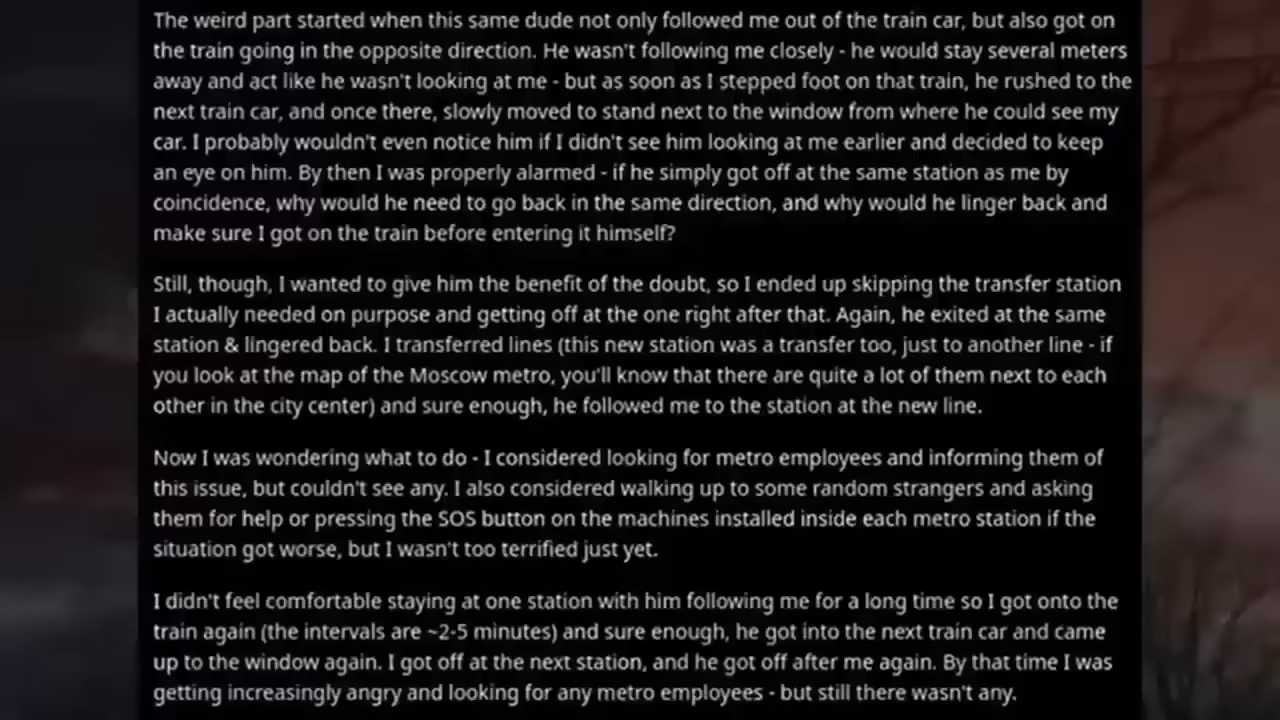 The weird part started when this same dude not only followed me out of the train car, but also got on
the train going in the opposite direction. He wasn't following me closely - he would stay several meters
away and act like he wasn't looking at me - but as soon as I stepped foot on that train, he rushed to the
next train car, and once there, slowly moved to stand next to the window from where he could see my
car. I probably wouldn't even notice him if I didn't see him looking at me earlier and decided to keep
an eye on him. By then I was properly alarmed - if he simply got off at the same station as me by
coincidence, why would he need to go back in the same direction, and why would he linger back and
make sure I got on the train before entering it himself?
Still, though, I wanted to give him the benefit of the doubt, so I ended up skipping the transfer station
I actually needed on purpose and getting off at the one right after that. Again, he exited at the same
station & lingered back. I transferred lines (this new station was a transfer too, just to another line - if
you look at the map of the Moscow metro, you'll know that there are quite a lot of them next to each
other in the city center) and sure enough, he followed me to the station at the new line.
Now I was wondering what to do - I considered looking for metro employees and informing them of
this issue, but couldn't see any. I also considered walking up to some random strangers and asking
them for help or pressing the SOS button on the machines installed inside each metro station if the
situation got worse, but I wasn't too terrified just yet.
I didn't feel comfortable staying at one station with him following me for a long time so I got onto the
train again (the intervals are ~2-5 minutes) and sure enough, he got into the next train car and came
up to the window again. I got off at the next station, and he got off after me again. By that time I was
getting increasingly angry and looking for any metro employees - but still there wasn't any.